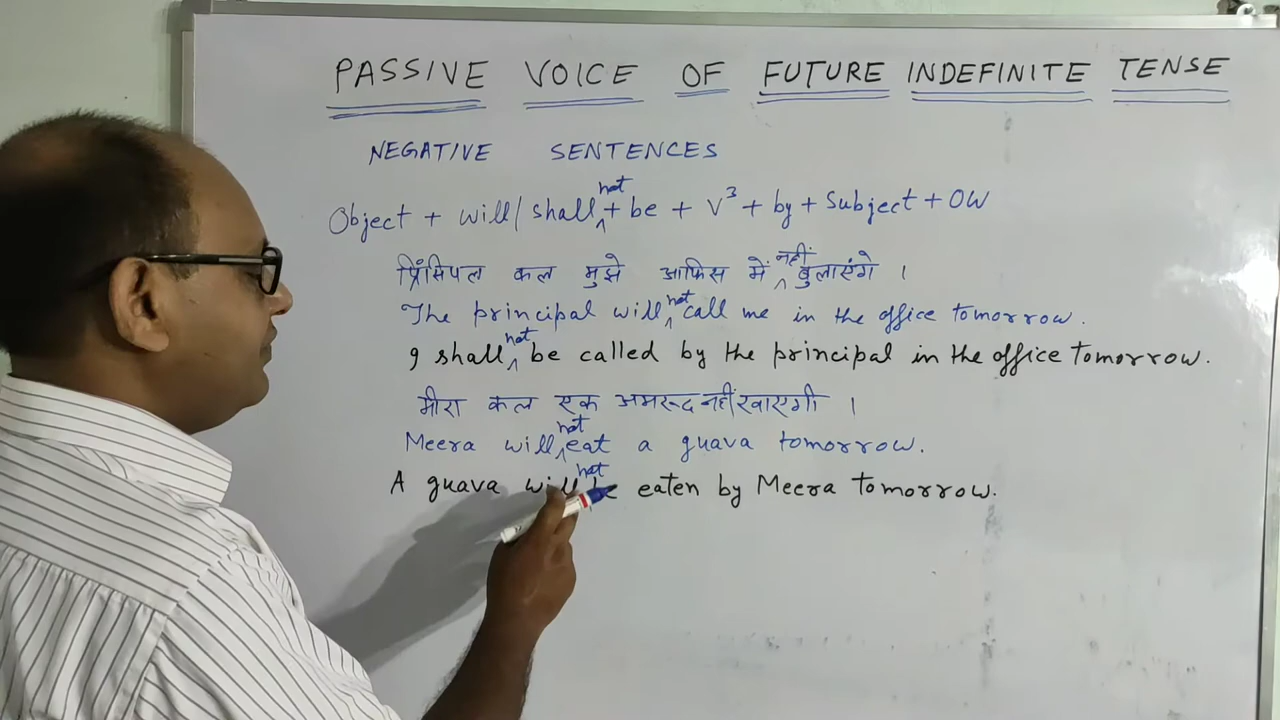 PASSIVE VOICE OF FUTURE INDEFINITE TENSE
NEGATIVE SENTENCES
Object + will/shall not + be + V³ + by + Subject + OW
प्रिंसिपल कल मुझे आफिस में नहीं बुलाएंगे ।
The principal will not call me in the office tomorrow.
I shall not be called by the principal in the office tomorrow.
मीरा कल एक अमरूद नहीं खाएगी ।
Meera will not eat a guava tomorrow.
A guava will not be eaten by Meera tomorrow.